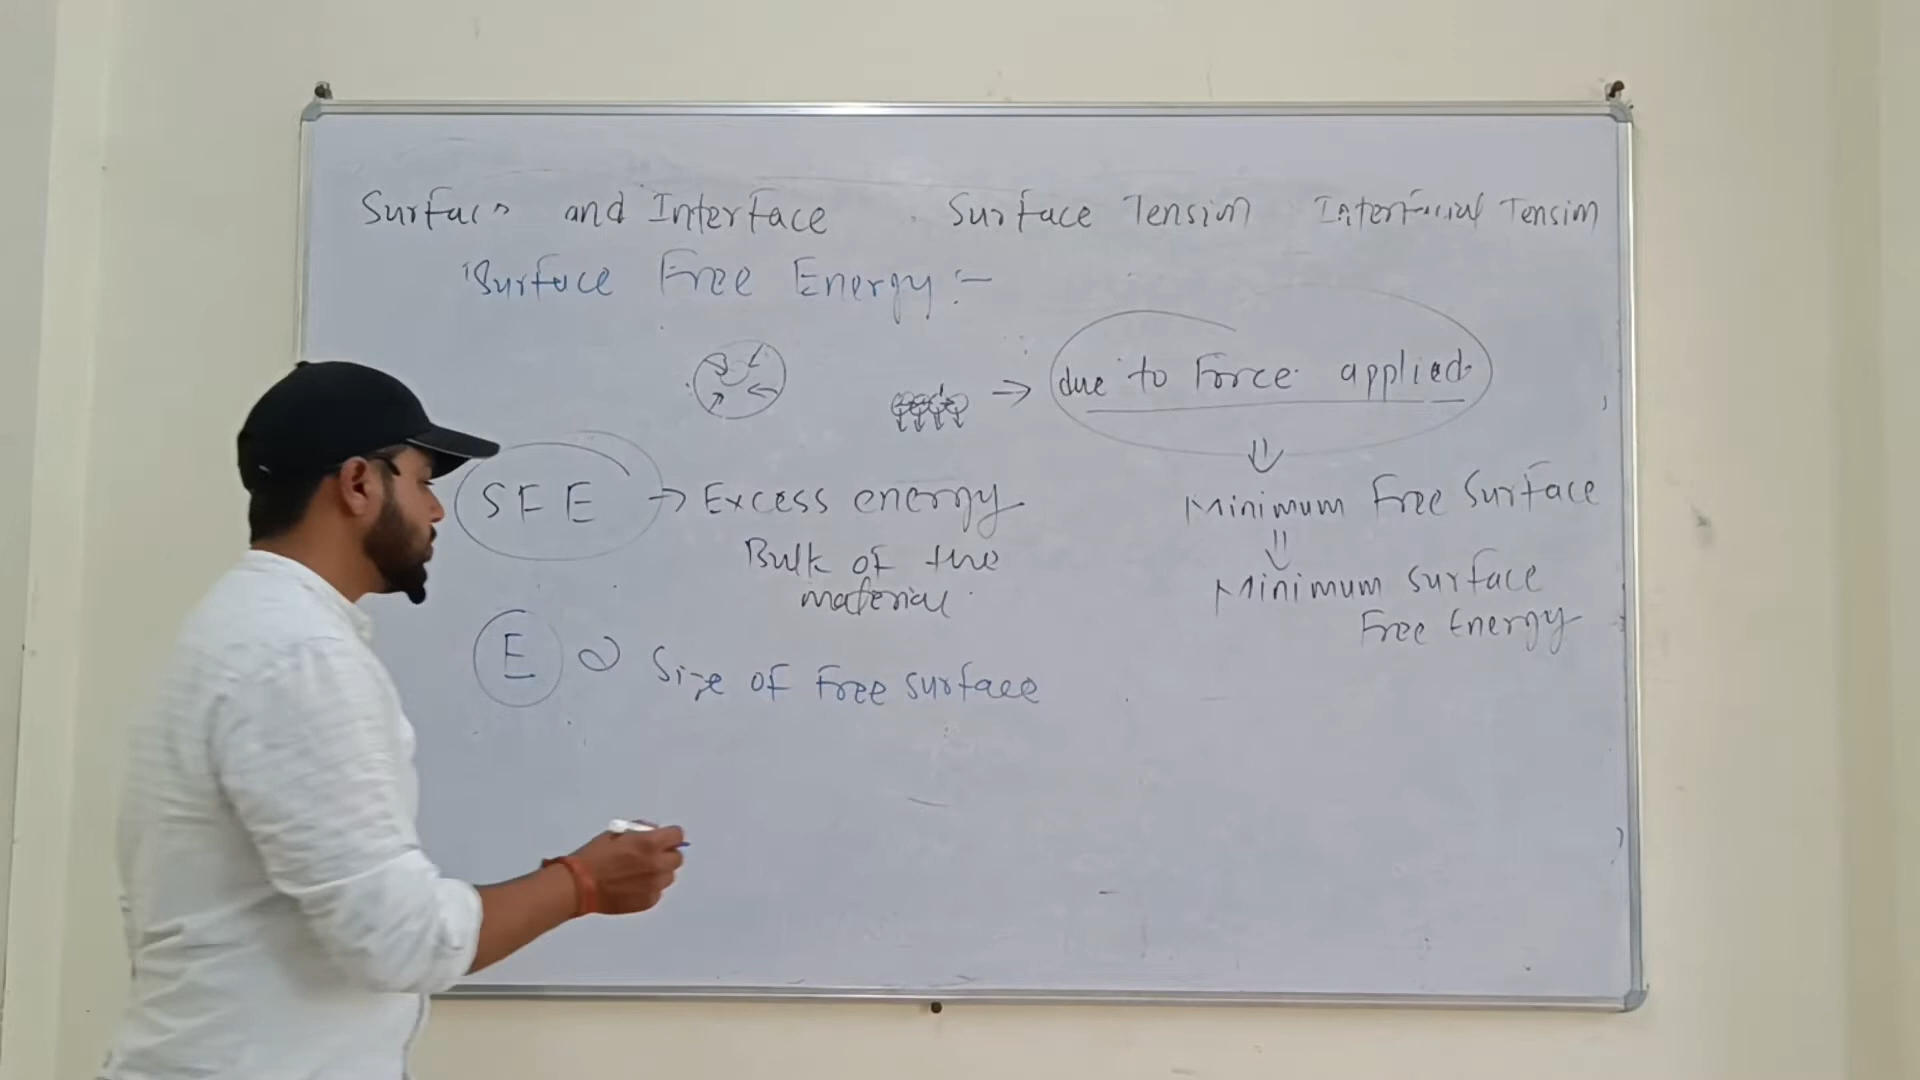 Surface and Interface Surface Tension Interfacial Tension
Surface Free Energy :-
→ due to Force applied
⇓
SFE → Excess energy
Bulk of the
material
Minimum Free Surface
⇓
Minimum surface
Free Energy
E ∝ Size of Free surface